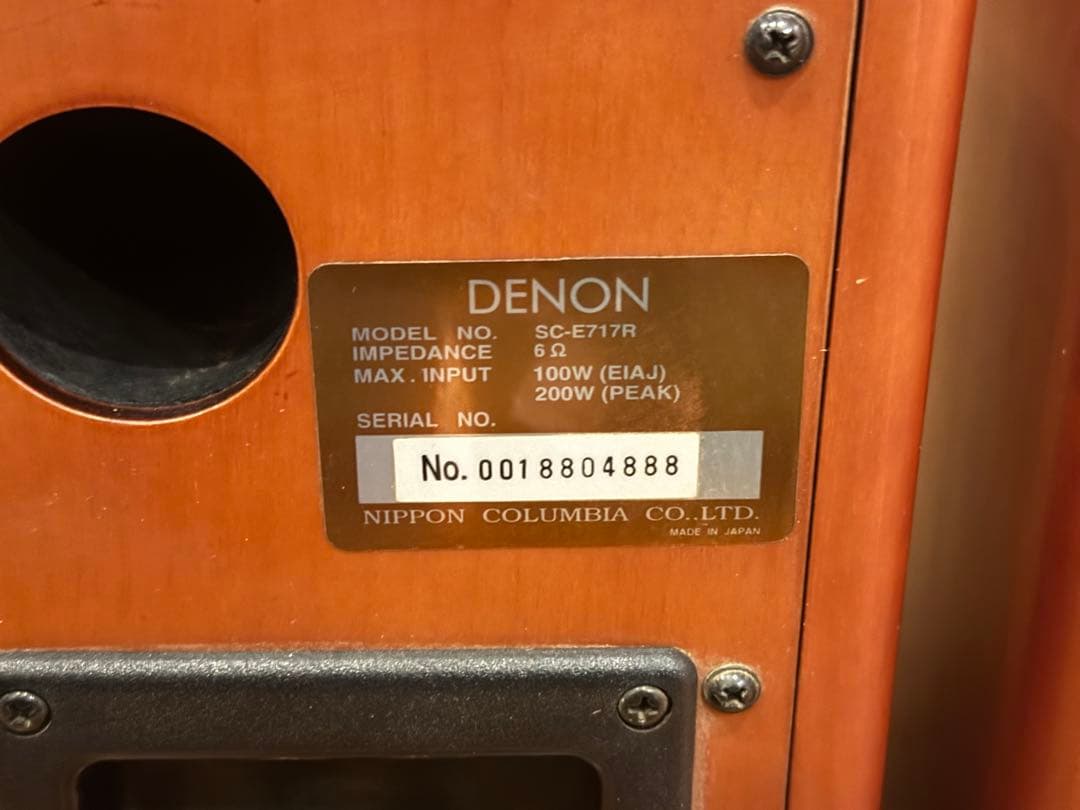 DENON
MODEL NO. SC-E717R
IMPEDANCE 6Ω
MAX. INPUT 100W (EIAJ)
200W (PEAK)
SERIAL NO.
No. 0018804888
NIPPON COLUMBIA CO.,LTD.
MADE IN JAPAN